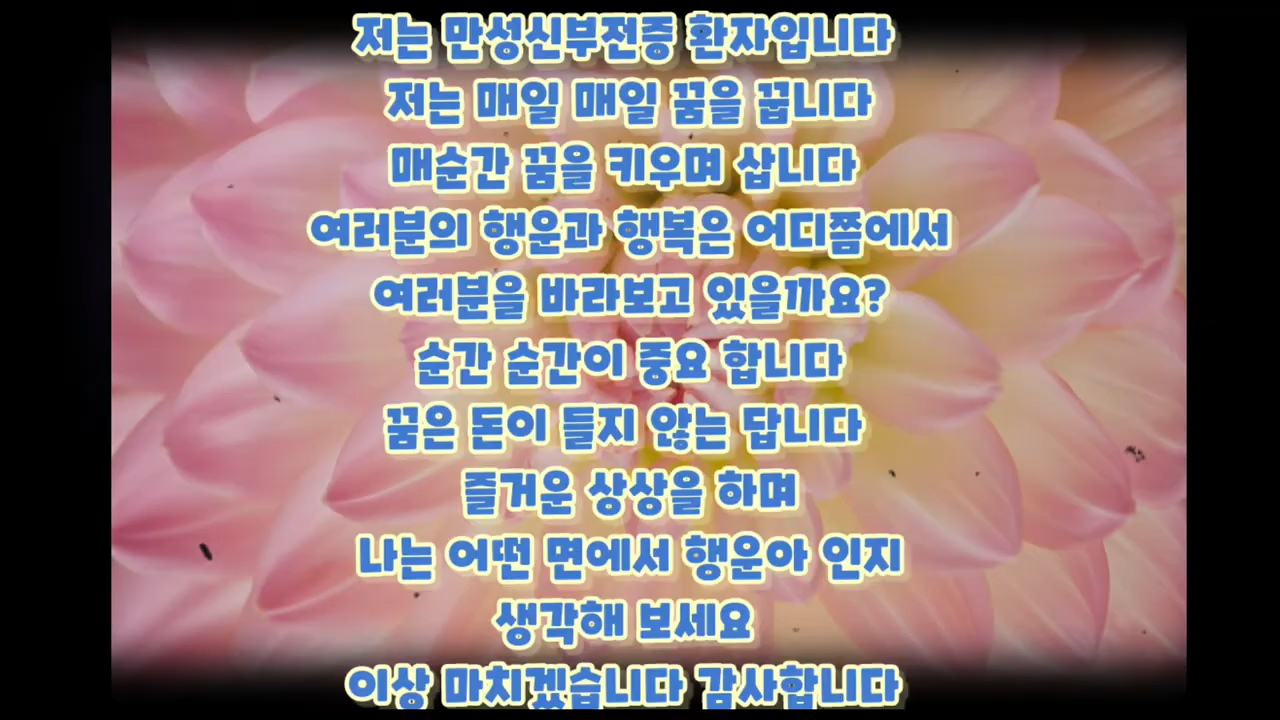 저는 만성신부전증 환자입니다
저는 매일 매일 꿈을 꿉니다
매순간 꿈을 키우며 삽니다
여러분의 행운과 행복은 어디쯤에서
여러분을 바라보고 있을까요?
순간 순간이 중요 합니다
꿈은 돈이 들지 않는 답니다
즐거운 상상을 하며
나는 어떤 면에서 행운아 인지
생각해 보세요
이상 마치겠습니다 감사합니다